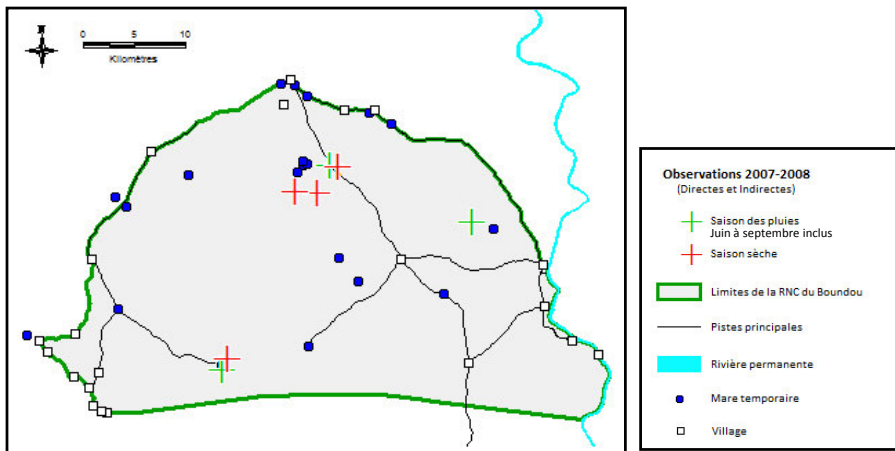 N
0 5 10
Kilomètres
Observations 2007-2008
(Directes et Indirectes)
Saison des pluies
Juin à septembre inclus
Saison sèche
Limites de la RNC du Boundou
Pistes principales
Rivière permanente
Mare temporaire
Village